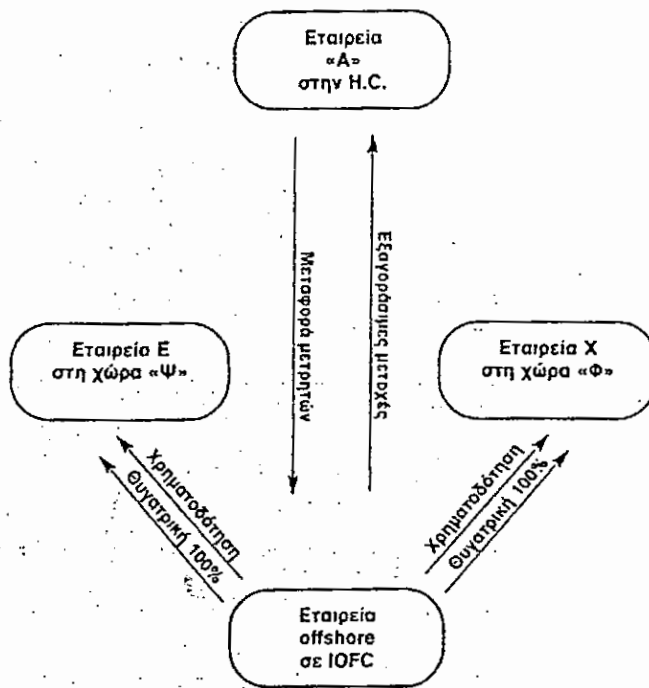 Εταιρεία
«Α»
στην H.C.
Μεταφορά μετρητών
Εξαγοράσιμες μετοχές
Εταιρεία Ε
στη χώρα «Ψ»
Εταιρεία Χ
στη χώρα «Φ»
Χρηματοδότηση
Θυγατρική 100%
Χρηματοδότηση
Θυγατρική 100%
Εταιρεία
offshore
σε IOFC